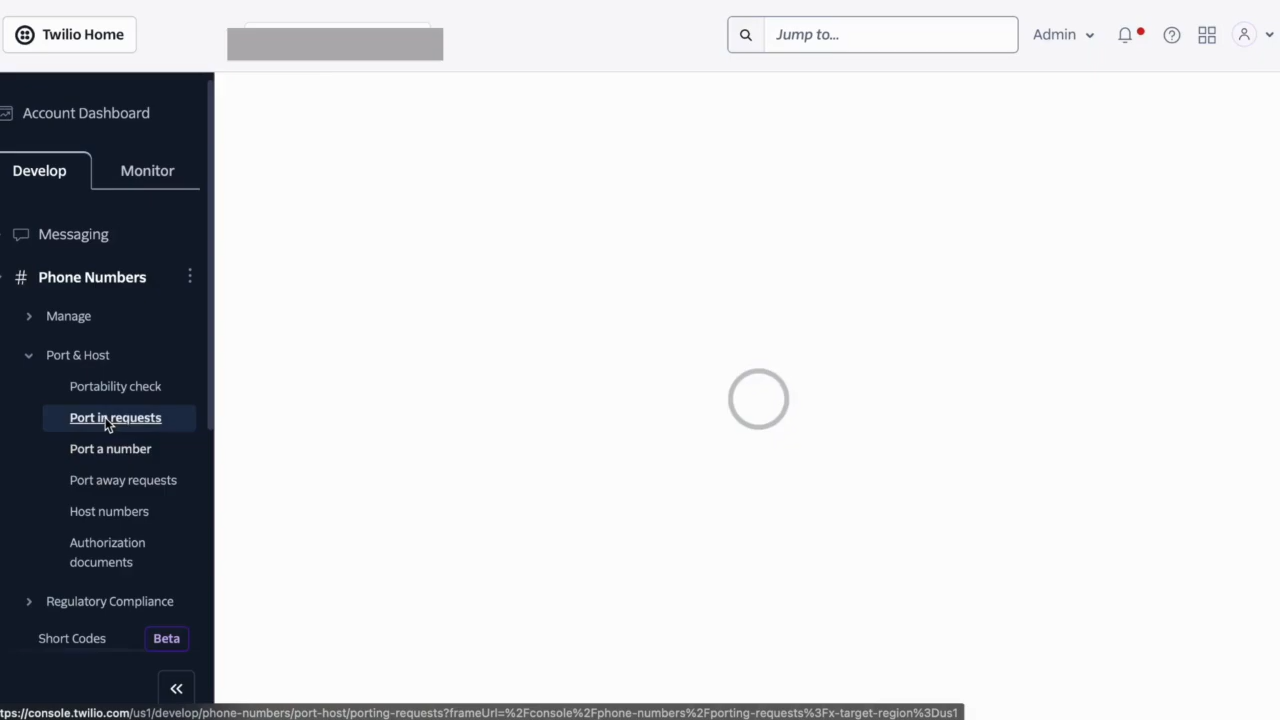 Twilio Home
Jump to...
Admin
Account Dashboard
Develop
Monitor
Messaging
# Phone Numbers
Manage
Port & Host
Portability check
Port in requests
Port a number
Port away requests
Host numbers
Authorization
documents
Regulatory Compliance
Short Codes
Beta
ttps://console.twilio.com/us1/develop/phone-numbers/port-host/porting-requests?frameUrl=%2Fconsole%2Fphone-numbers%2Fporting-requests%3Fx-target-region%3Dus1